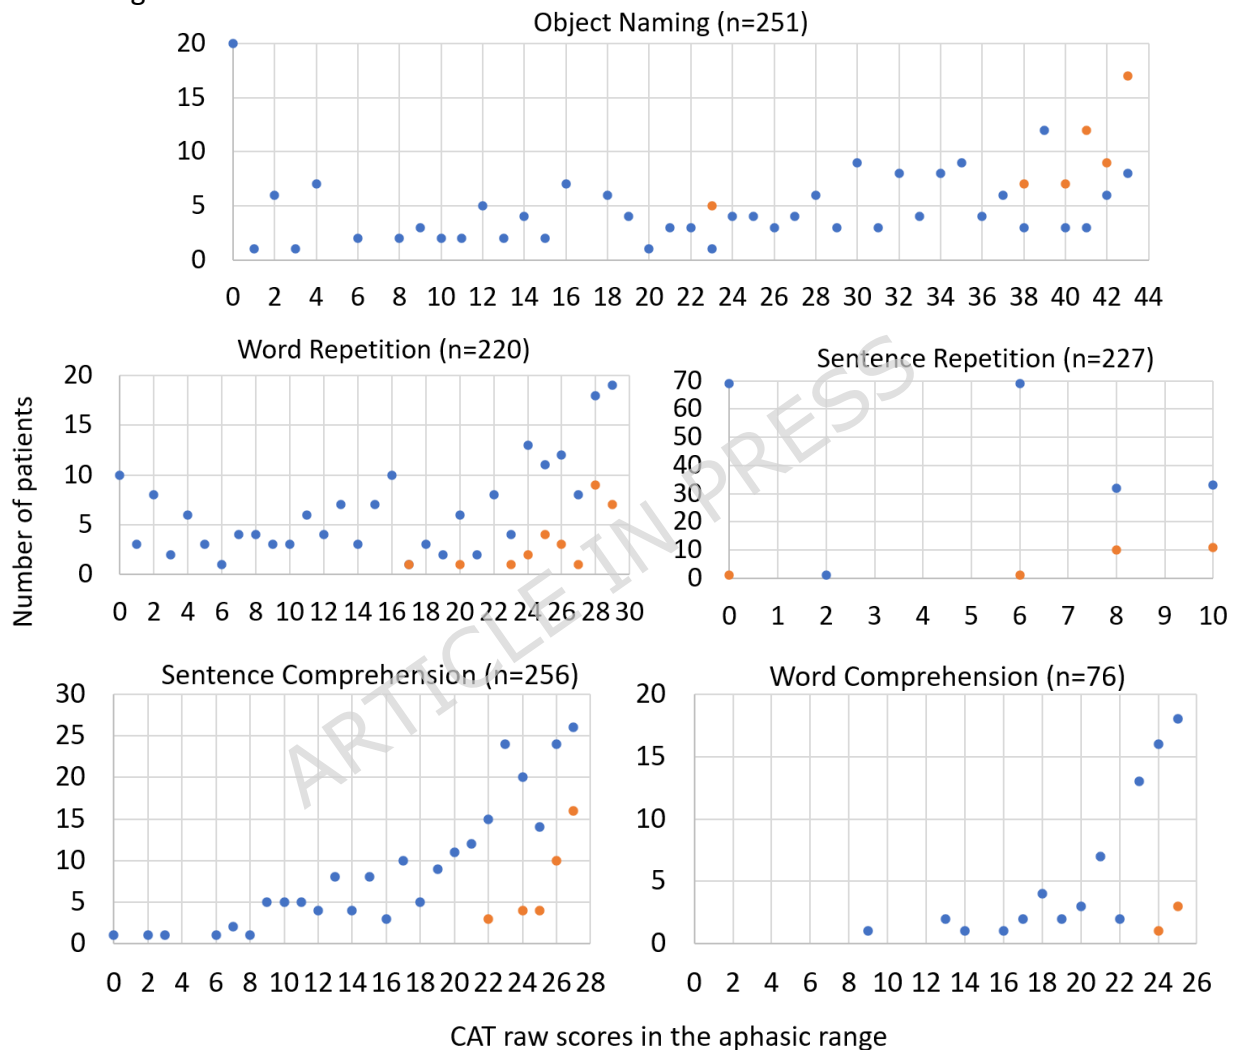 Object Naming (n=251)
20
15
10
5
0
0 2 4 6 8 10 12 14 16 18 20 22 24 26 28 30 32 34 36 38 40 42 44
Number of patients
Word Repetition (n=220)
20
15
10
5
0
0 2 4 6 8 10 12 14 16 18 20 22 24 26 28 30
Sentence Repetition (n=227)
70
60
50
40
30
20
10
0
0 1 2 3 4 5 6 7 8 9 10
Sentence Comprehension (n=256)
30
25
20
15
10
5
0
0 2 4 6 8 10 12 14 16 18 20 22 24 26 28
Word Comprehension (n=76)
20
15
10
5
0
0 2 4 6 8 10 12 14 16 18 20 22 24 26
CAT raw scores in the aphasic range
ARTICLE IN PRESS